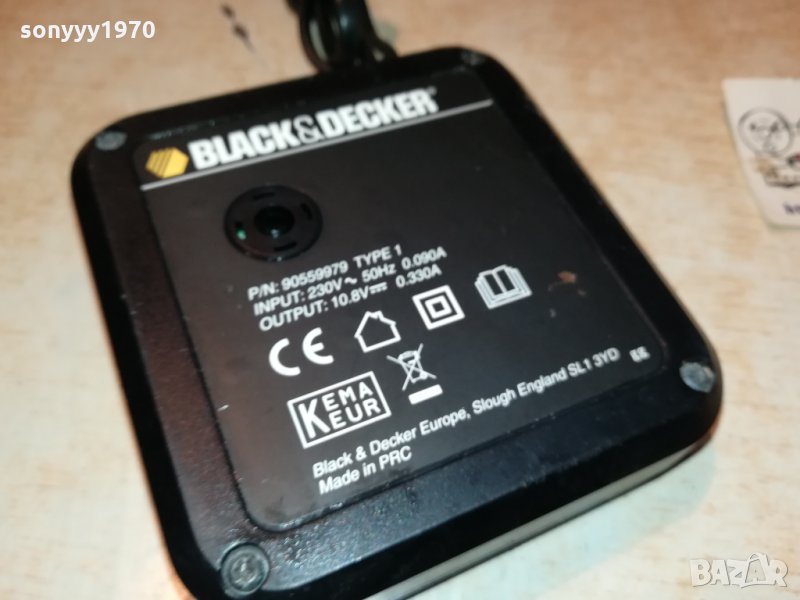 sonyyy1970
BLACK&DECKER®
P/N: 90559979 TYPE 1
INPUT: 230V ~ 50Hz 0.090A
OUTPUT: 10.8V⎓ 0.330A
CE
KEMA
KEUR
Black & Decker Europe, Slough England SL1 3YD
Made in PRC
BAZAR